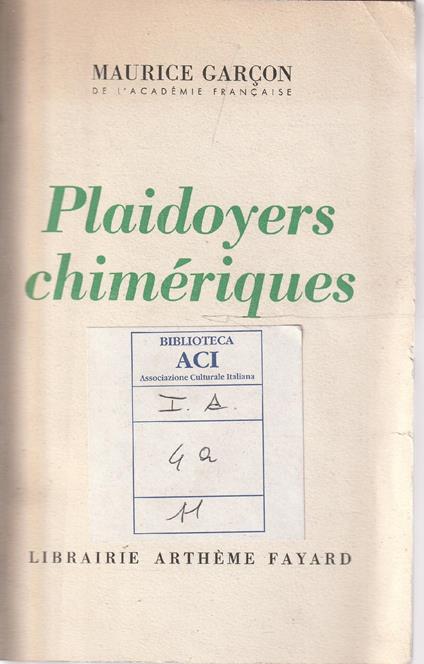 MAURICE GARÇON
DE L'ACADÉMIE FRANÇAISE
Plaidoyers
chimériques
BIBLIOTECA
ACI
Associazione Culturale Italiana
I. A.
4 a
11
LIBRAIRIE ARTHÈME FAYARD